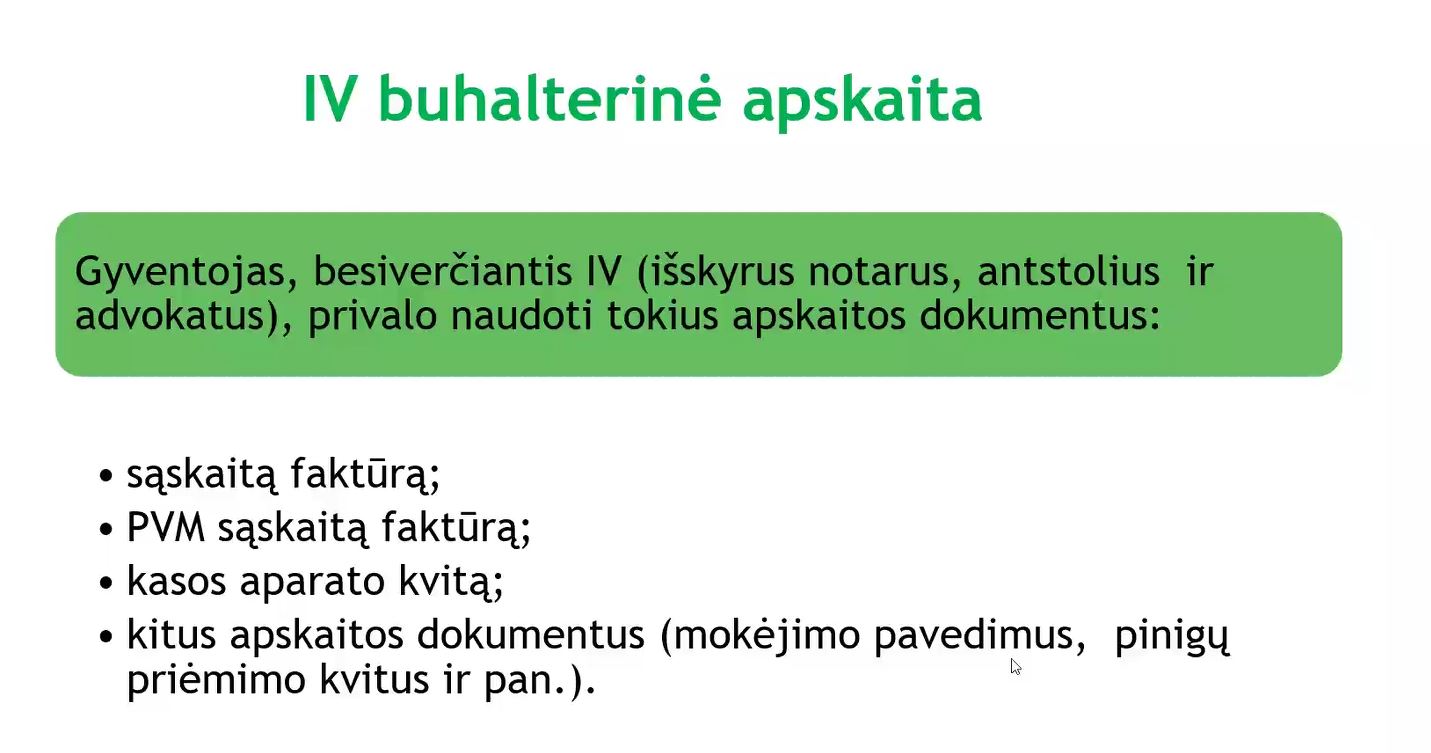 IV buhalterinė apskaita
Gyventojas, besiverčiantis IV (išskyrus notarus, antstolius ir
advokatus), privalo naudoti tokius apskaitos dokumentus:
• sąskaitą faktūrą;
• PVM sąskaitą faktūrą;
• kasos aparato kvitą;
• kitus apskaitos dokumentus (mokėjimo pavedimus, pinigų
priėmimo kvitus ir pan.).